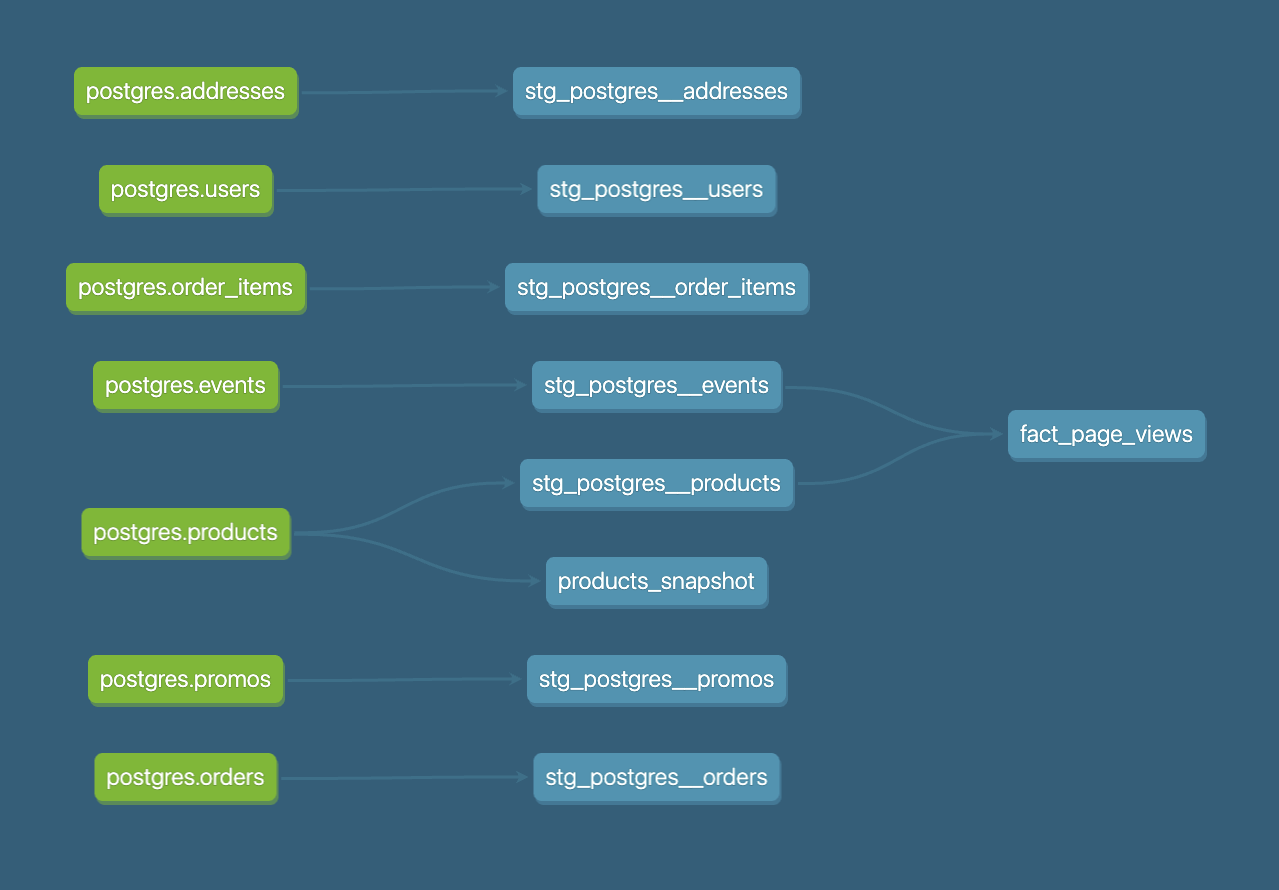 postgres.addresses
stg_postgres__addresses
postgres.users
stg_postgres__users
postgres.order_items
stg_postgres__order_items
postgres.events
stg_postgres__events
fact_page_views
stg_postgres__products
postgres.products
products_snapshot
postgres.promos
stg_postgres__promos
postgres.orders
stg_postgres__orders